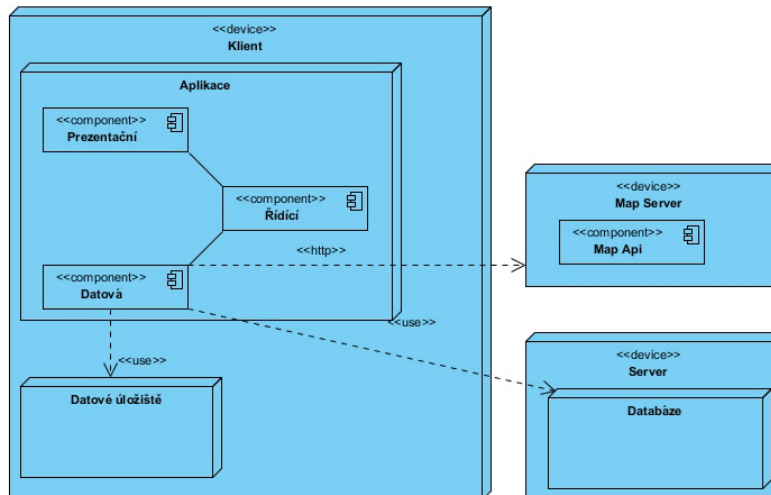 <<device>>
Klient
Aplikace
<<component>>
Prezentační
<<component>>
Řídící
<<http>>
<<component>>
Datová
<<use>>
<<use>>
Datové úložiště
<<device>>
Map Server
<<component>>
Map Api
<<device>>
Server
Databáze